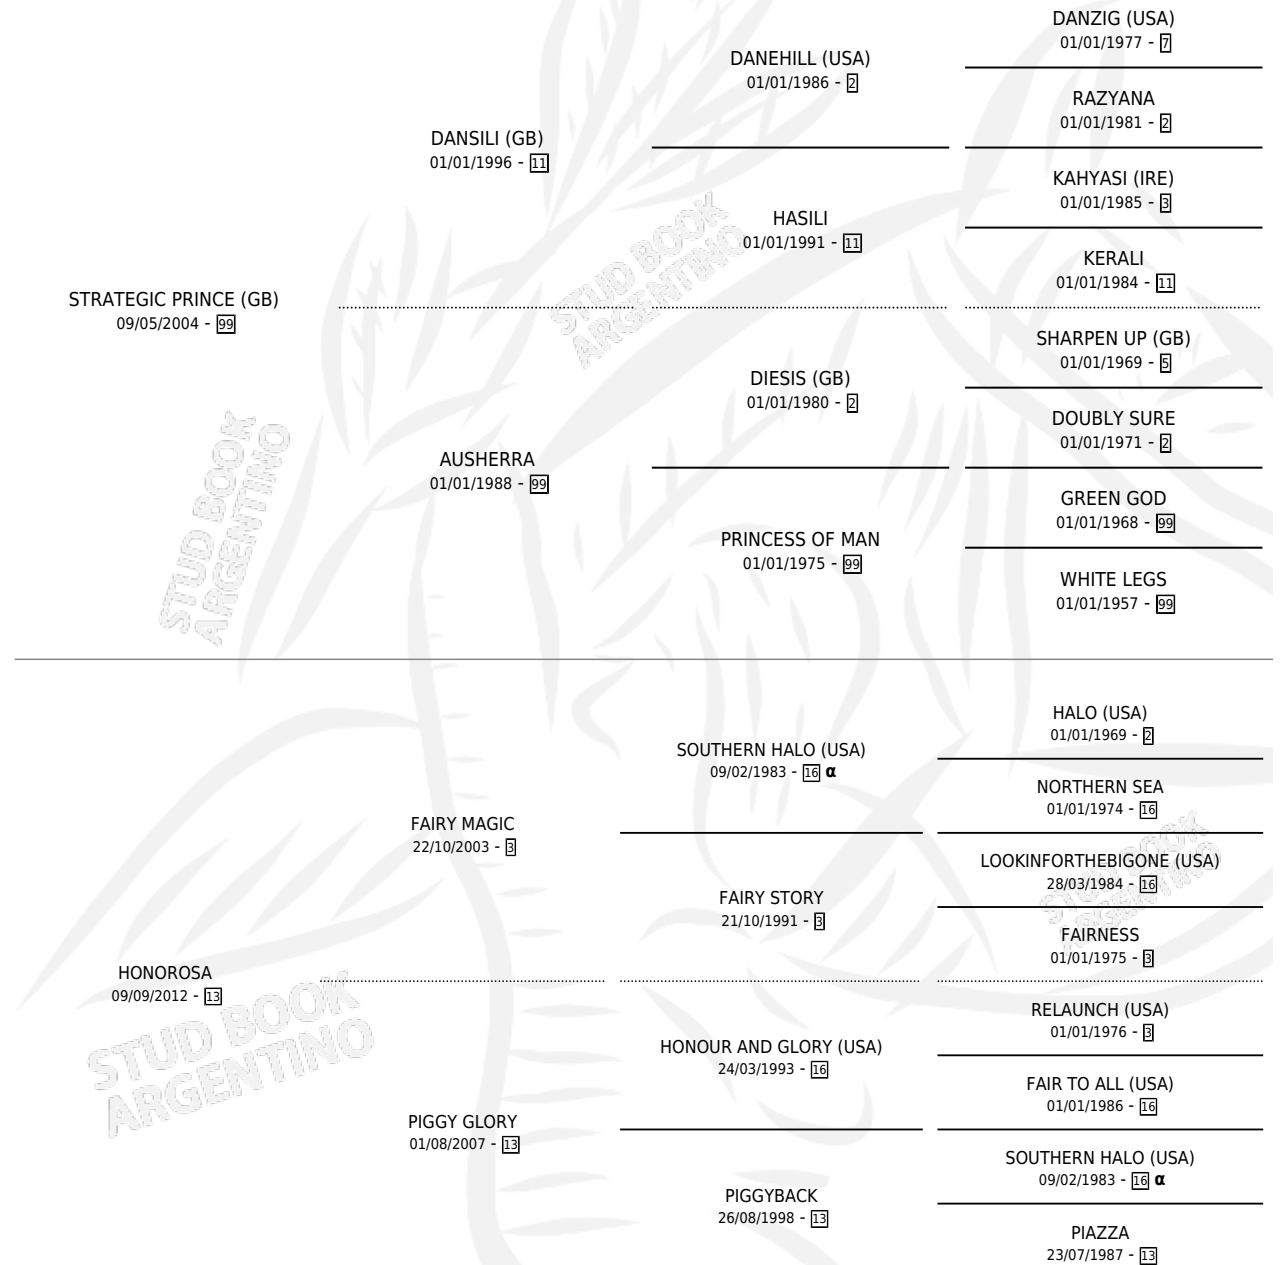 DANZIG (USA)
01/01/1977 - 7
DANEHILL (USA)
01/01/1986 - 2
RAZYANA
01/01/1981 - 2
DANSILI (GB)
01/01/1996 - 11
KAHYASI (IRE)
01/01/1985 - 3
HASILI
01/01/1991 - 11
KERALI
01/01/1984 - 11
STUD BOOK
ARGENTINO
STRATEGIC PRINCE (GB)
09/05/2004 - 99
SHARPEN UP (GB)
01/01/1969 - 5
DIESIS (GB)
01/01/1980 - 2
DOUBLY SURE
01/01/1971 - 2
AUSHERRA
01/01/1988 - 99
GREEN GOD
01/01/1968 - 99
PRINCESS OF MAN
01/01/1975 - 99
WHITE LEGS
01/01/1957 - 99
STUD BOOK
ARGENTINO
HALO (USA)
01/01/1969 - 2
SOUTHERN HALO (USA)
09/02/1983 - 16 α
NORTHERN SEA
01/01/1974 - 16
FAIRY MAGIC
22/10/2003 - 3
LOOKINFORTHEBIGONE (USA)
28/03/1984 - 16
STUD BOOK
ARGENTINO
FAIRY STORY
21/10/1991 - 3
FAIRNESS
01/01/1975 - 3
HONOROSA
09/09/2012 - 13
STUD BOOK
ARGENTINO
RELAUNCH (USA)
01/01/1976 - 3
HONOUR AND GLORY (USA)
24/03/1993 - 16
FAIR TO ALL (USA)
01/01/1986 - 16
PIGGY GLORY
01/08/2007 - 13
SOUTHERN HALO (USA)
09/02/1983 - 16 α
PIGGYBACK
26/08/1998 - 13
PIAZZA
23/07/1987 - 13